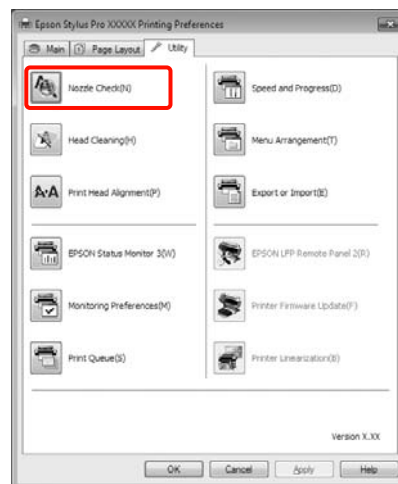 Epson Stylus Pro XXXXX Printing Preferences
Main
Page Layout
Utility
Nozzle Check(N)
Speed and Progress(D)
Head Cleaning(H)
Menu Arrangement(T)
A·A
Print Head Alignment(P)
Export or Import(E)
EPSON Status Monitor 3(W)
EPSON LFP Remote Panel 2(R)
Monitoring Preferences(M)
Printer Firmware Update(F)
Print Queue(S)
Printer Linearization(B)
Version X.XX
OK
Cancel
Apply
Help